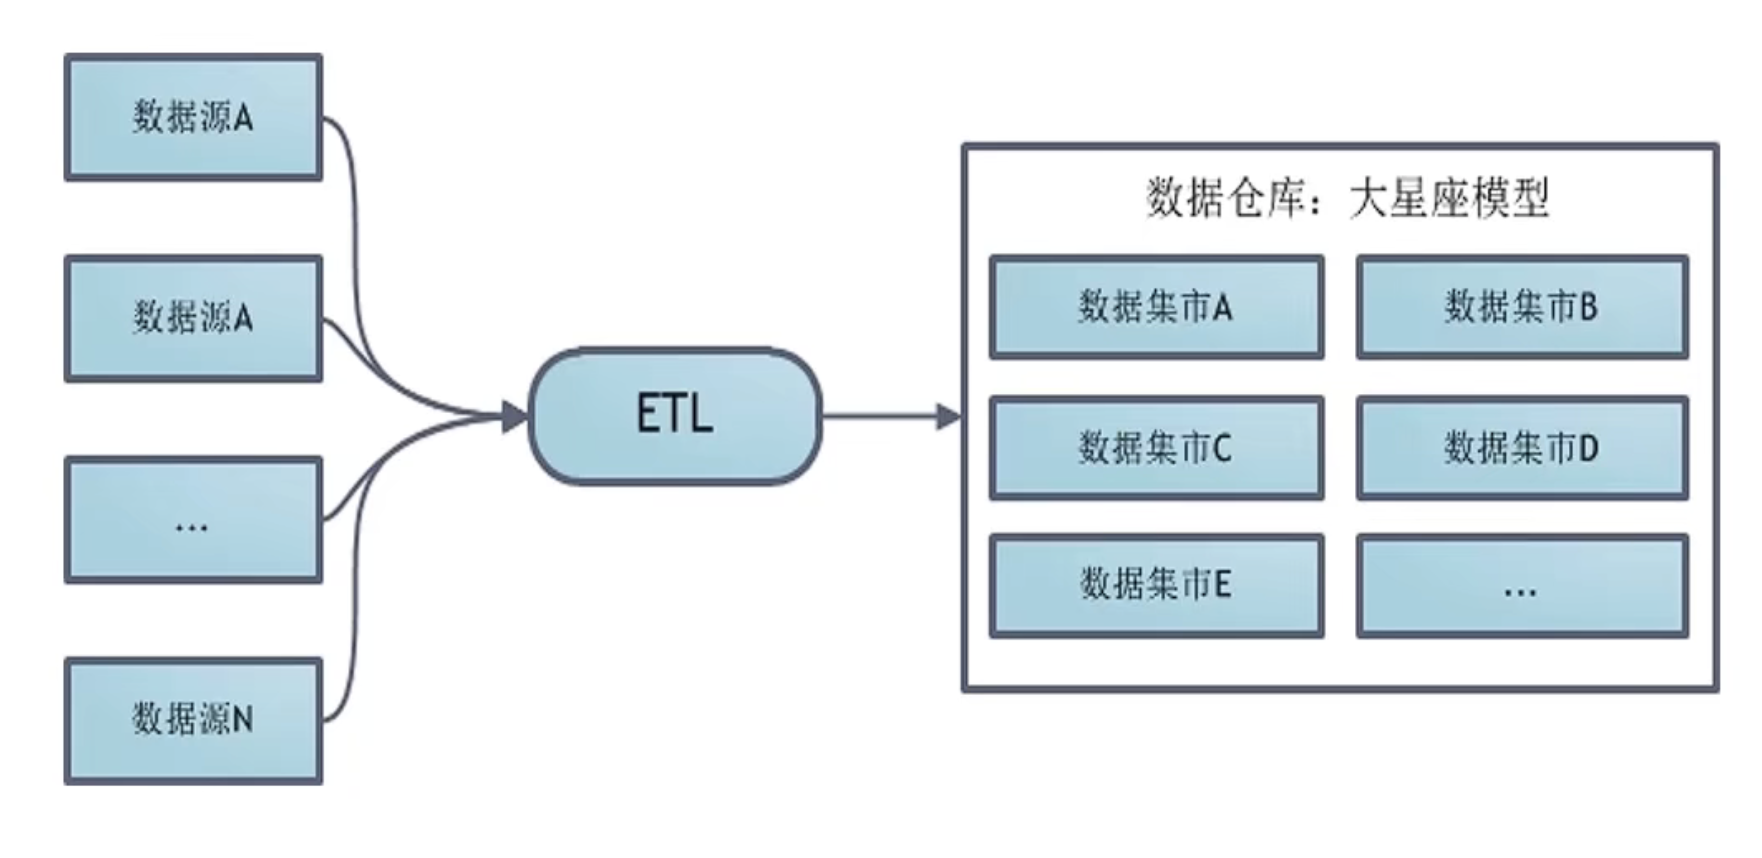 数据源A
数据源A
...
数据源N
ETL
数据仓库：大星座模型
数据集市A
数据集市B
数据集市C
数据集市D
数据集市E
...